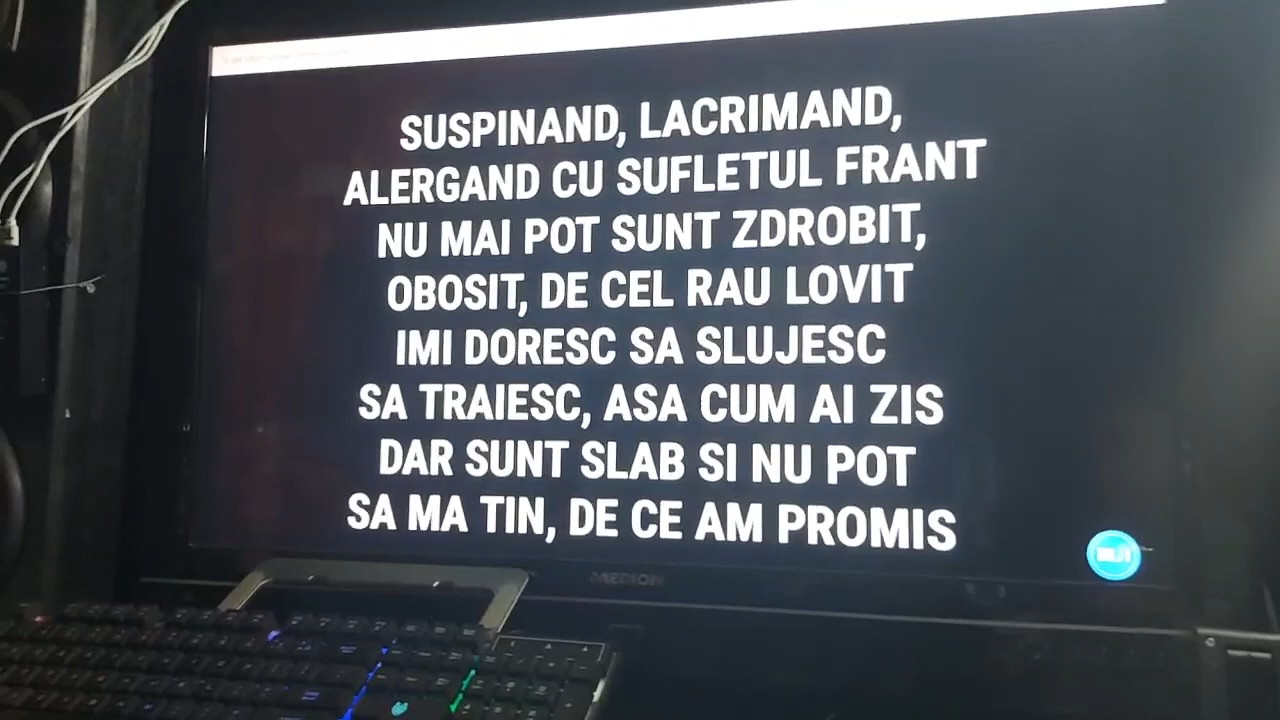 SUSPINAND, LACRIMAND,
ALERGAND CU SUFLETUL FRANT
NU MAI POT SUNT ZDROBIT,
OBOSIT, DE CEL RAU LOVIT
IMI DORESC SA SLUJESC
SA TRAIESC, ASA CUM AI ZIS
DAR SUNT SLAB SI NU POT
SA MA TIN, DE CE AM PROMIS
MEDION